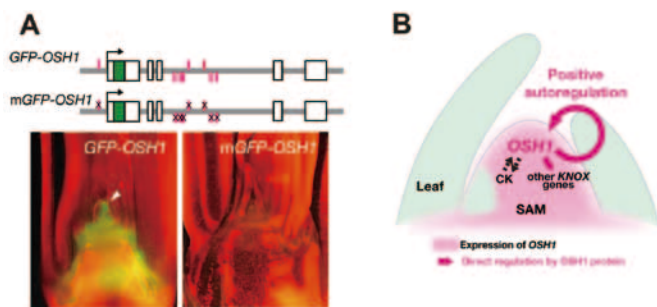 A
GFP-OSH1
mGFP-OSH1
GFP-OSH1
mGFP-OSH1
B
Positive
autoregulation
OSH1
CK
other KNOX
genes
Leaf
SAM
Expression of OSH1
Direct regulation by OSH1 protein